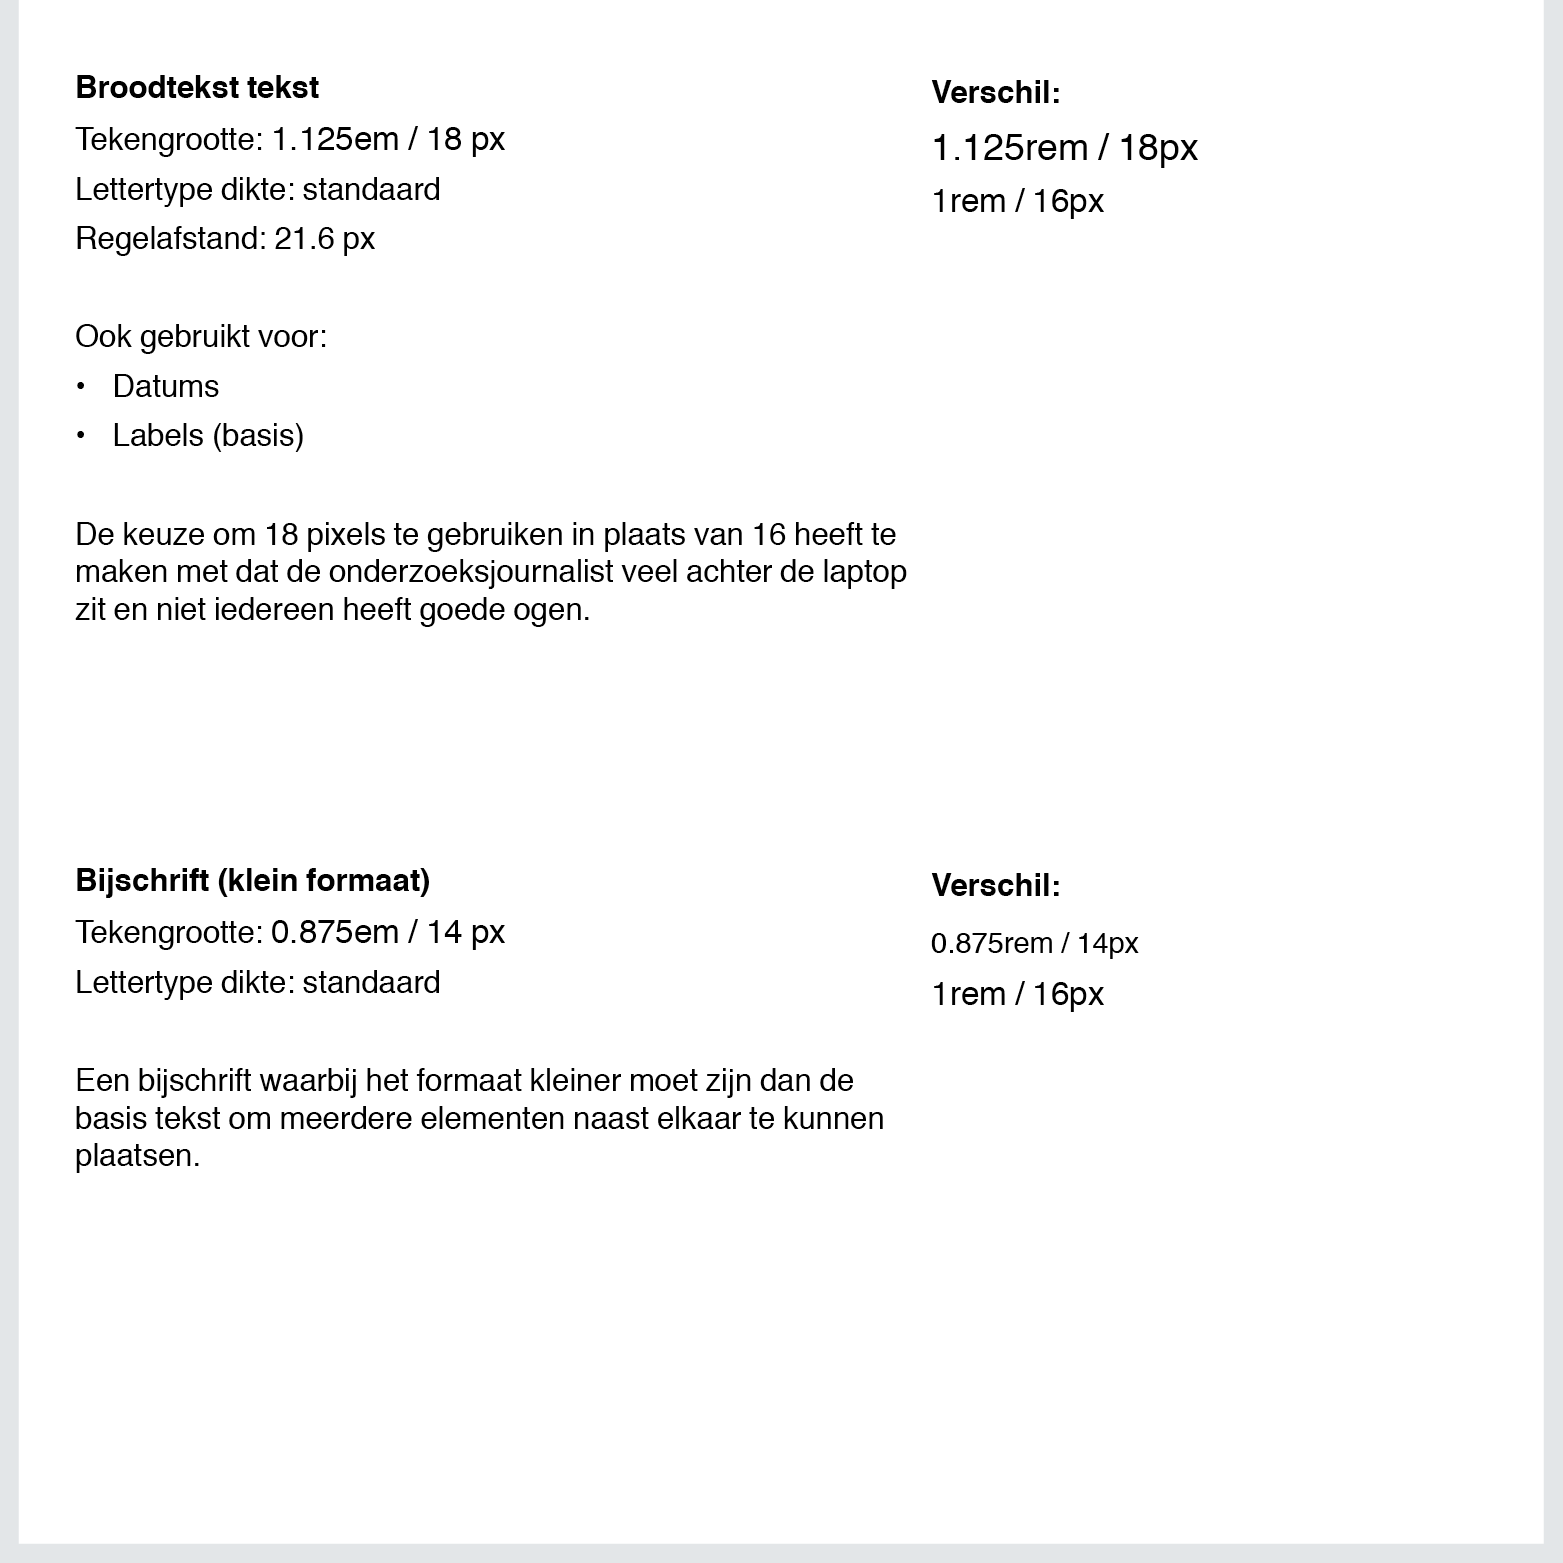 Broodtekst tekst
Tekengrootte: 1.125em / 18 px
Lettertype dikte: standaard
Regelafstand: 21.6 px
Ook gebruikt voor:
• Datums
• Labels (basis)
De keuze om 18 pixels te gebruiken in plaats van 16 heeft te
maken met dat de onderzoeksjournalist veel achter de laptop
zit en niet iedereen heeft goede ogen.
Verschil:
1.125rem / 18px
1rem / 16px
Bijschrift (klein formaat)
Tekengrootte: 0.875em / 14 px
Lettertype dikte: standaard
Een bijschrift waarbij het formaat kleiner moet zijn dan de
basis tekst om meerdere elementen naast elkaar te kunnen
plaatsen.
Verschil:
0.875rem / 14px
1rem / 16px